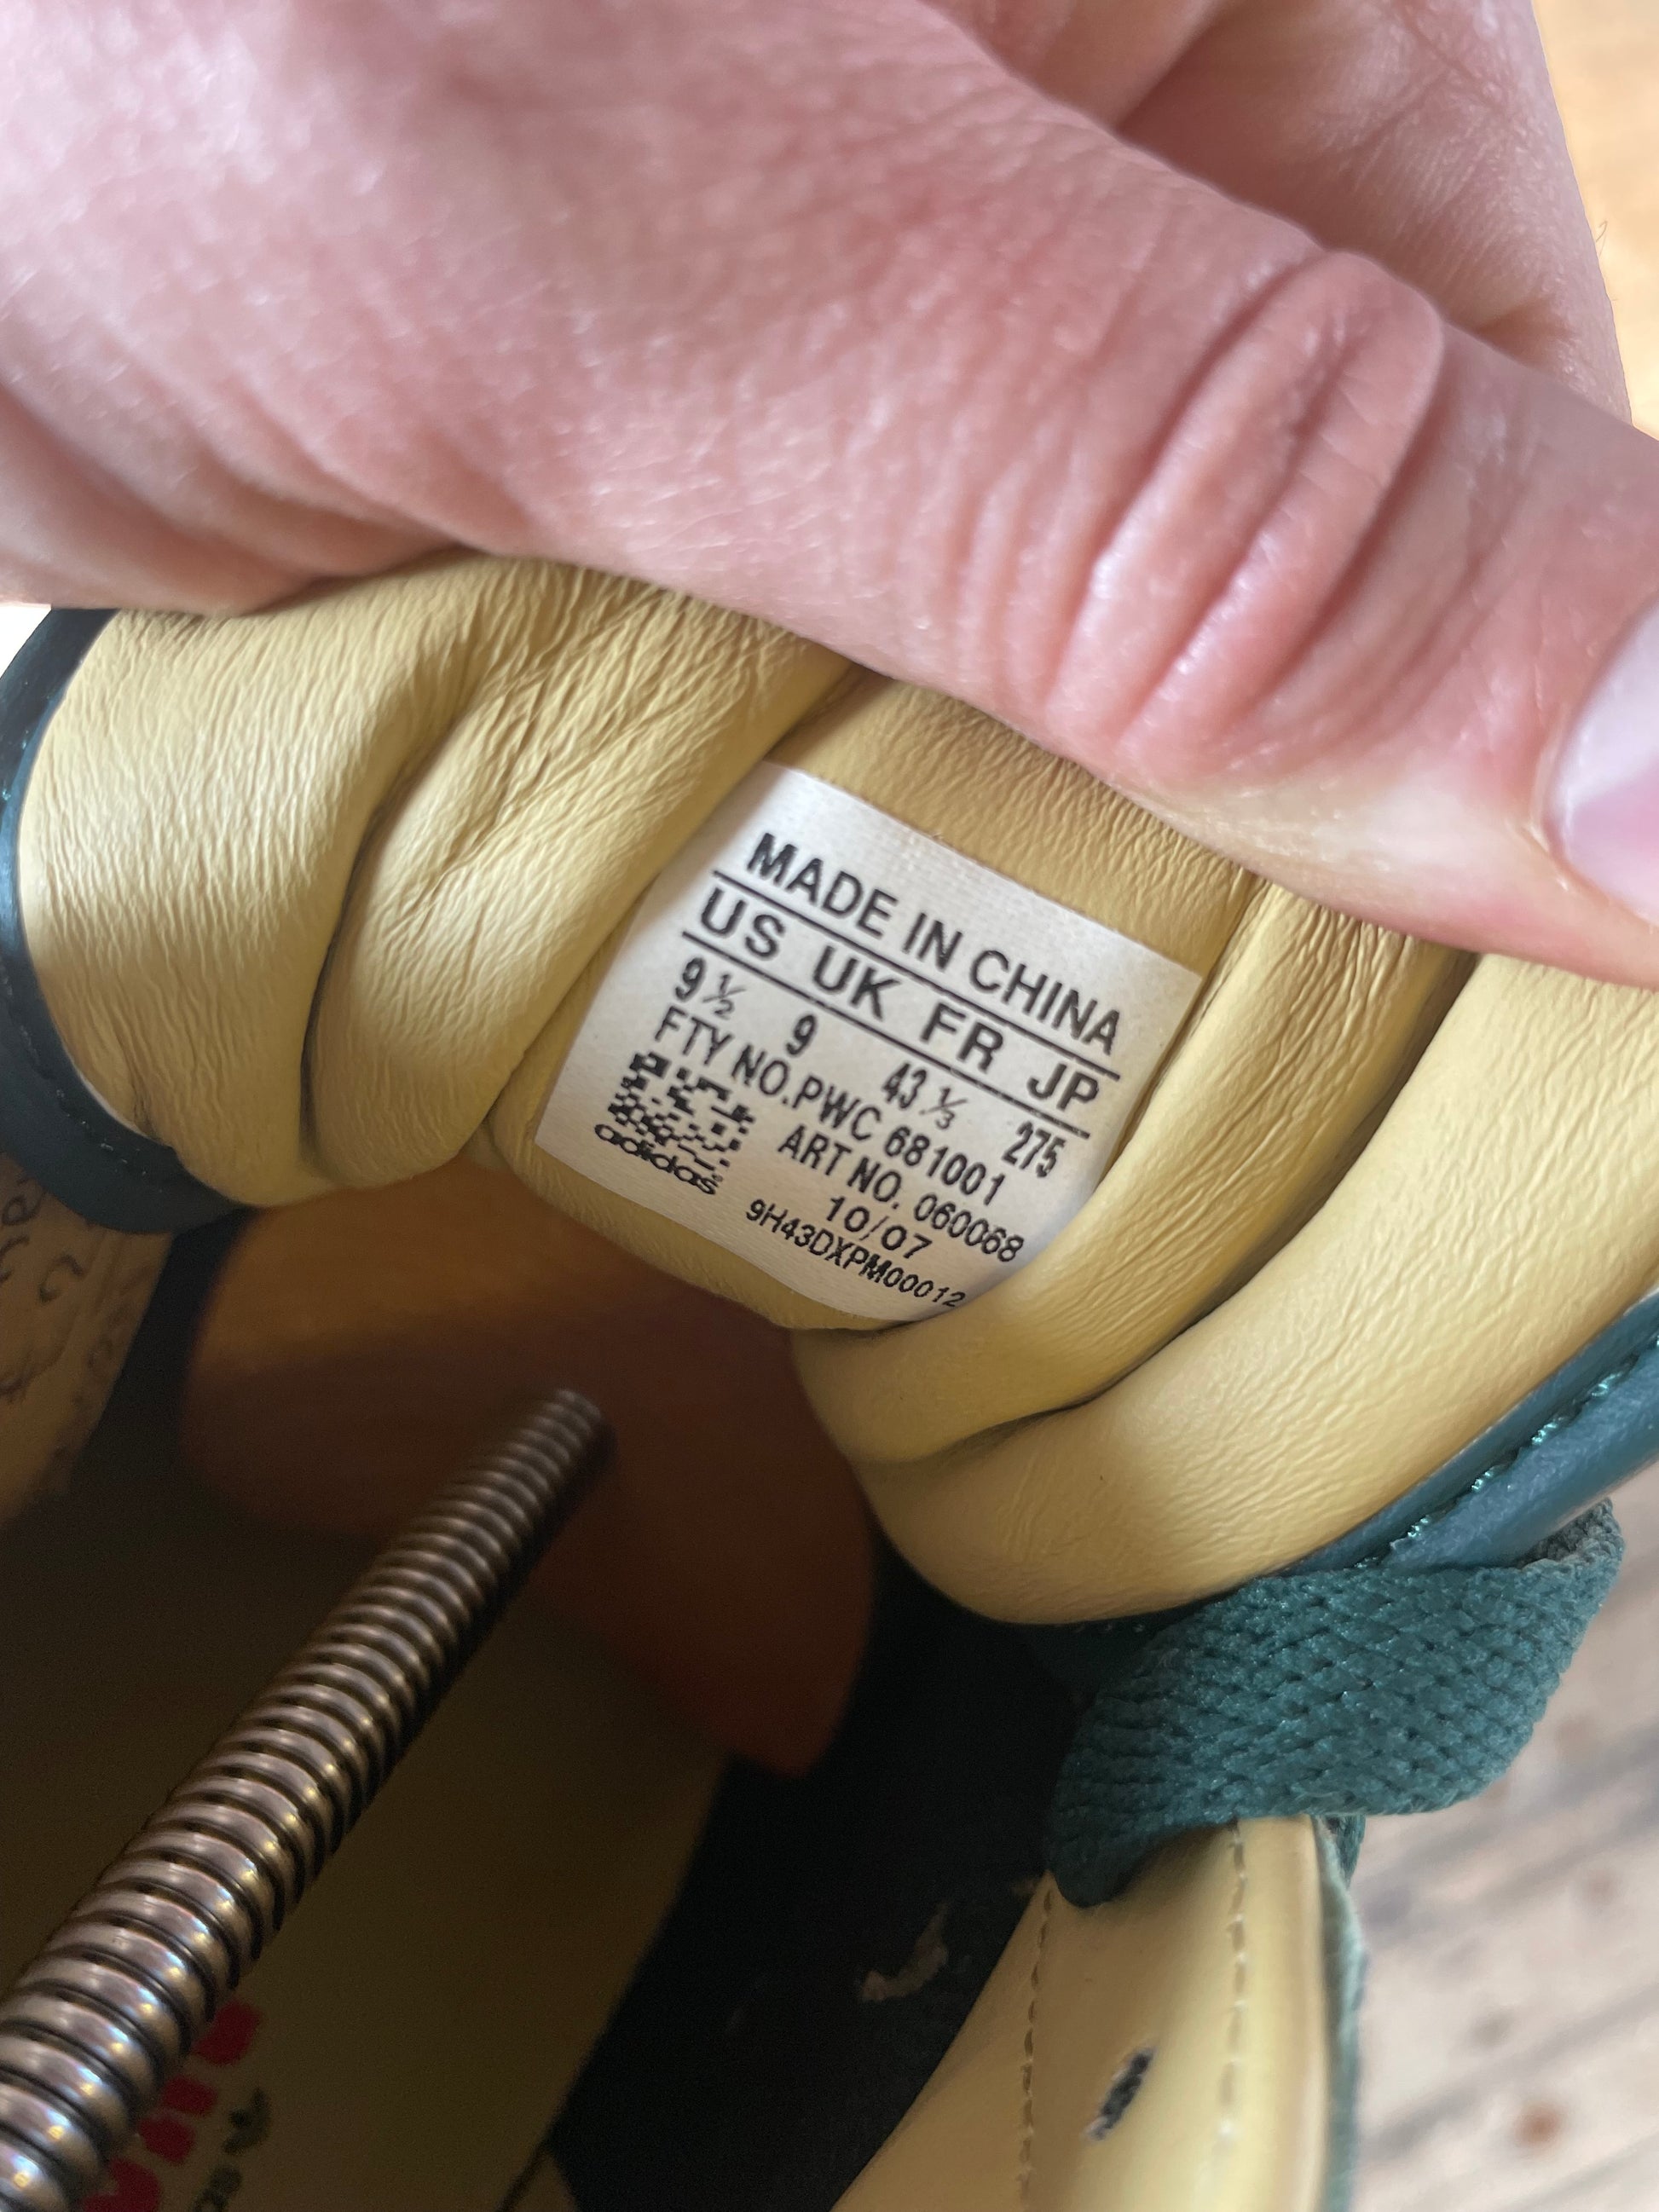 MADE IN CHINA
US UK FR JP
9½ 9 43⅓ 275
FTY NO.PWC 681001
ART NO. 060068
10/07
adidas
9H43DXPM00012